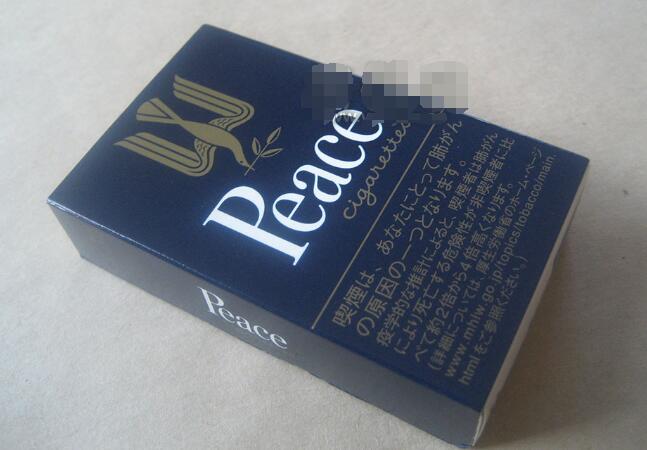 Peace
cigarettes
喫煙は、あなたにとって肺がん
の原因の一つとなります。
疫学的な推計によると、喫煙者は肺がん
により死亡する危険性が非喫煙者に比
べて約2倍から4倍高くなります。
(詳細については、厚生労働省のホーム・ページ
www.mhlw.go.jp/topics/tobacco/main.
htmlをご参照ください。)
Peace